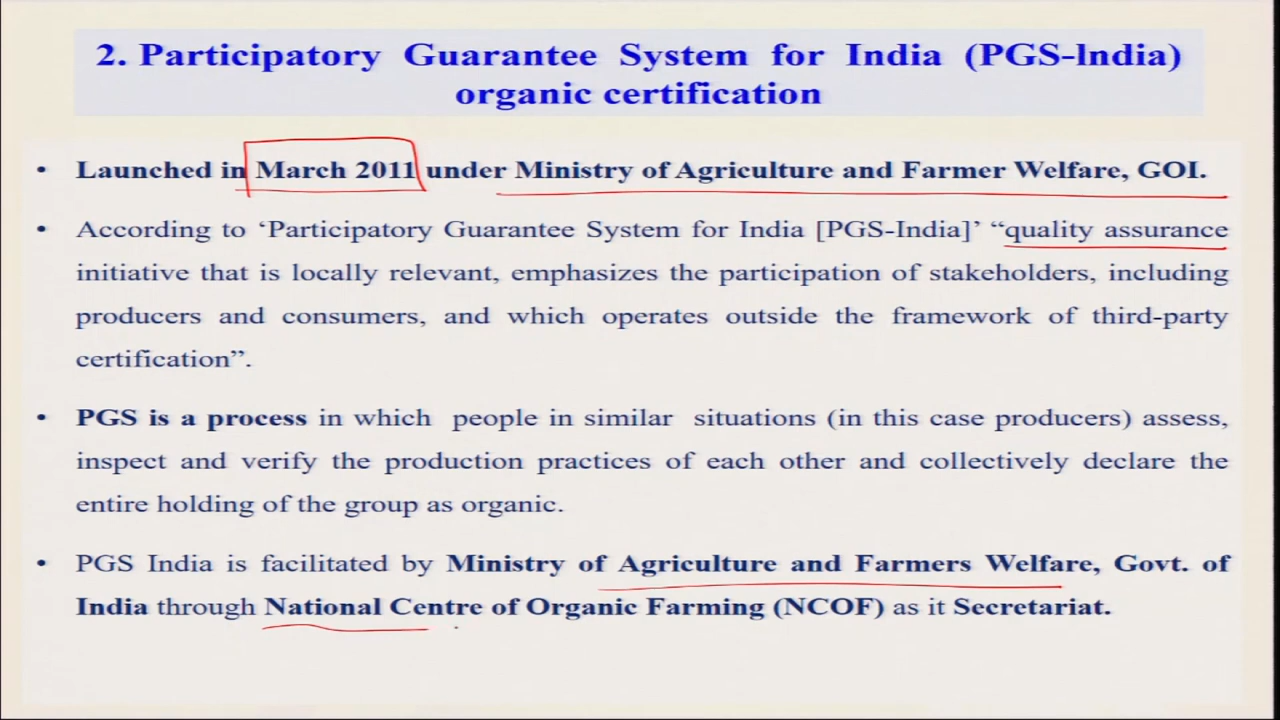 2. Participatory Guarantee System for India (PGS-lndia)
organic certification
• Launched in March 2011 under Ministry of Agriculture and Farmer Welfare, GOI.
• According to ‘Participatory Guarantee System for India [PGS-India]’ “quality assurance
initiative that is locally relevant, emphasizes the participation of stakeholders, including
producers and consumers, and which operates outside the framework of third-party
certification”.
• PGS is a process in which people in similar situations (in this case producers) assess,
inspect and verify the production practices of each other and collectively declare the
entire holding of the group as organic.
• PGS India is facilitated by Ministry of Agriculture and Farmers Welfare, Govt. of
India through National Centre of Organic Farming (NCOF) as it Secretariat.